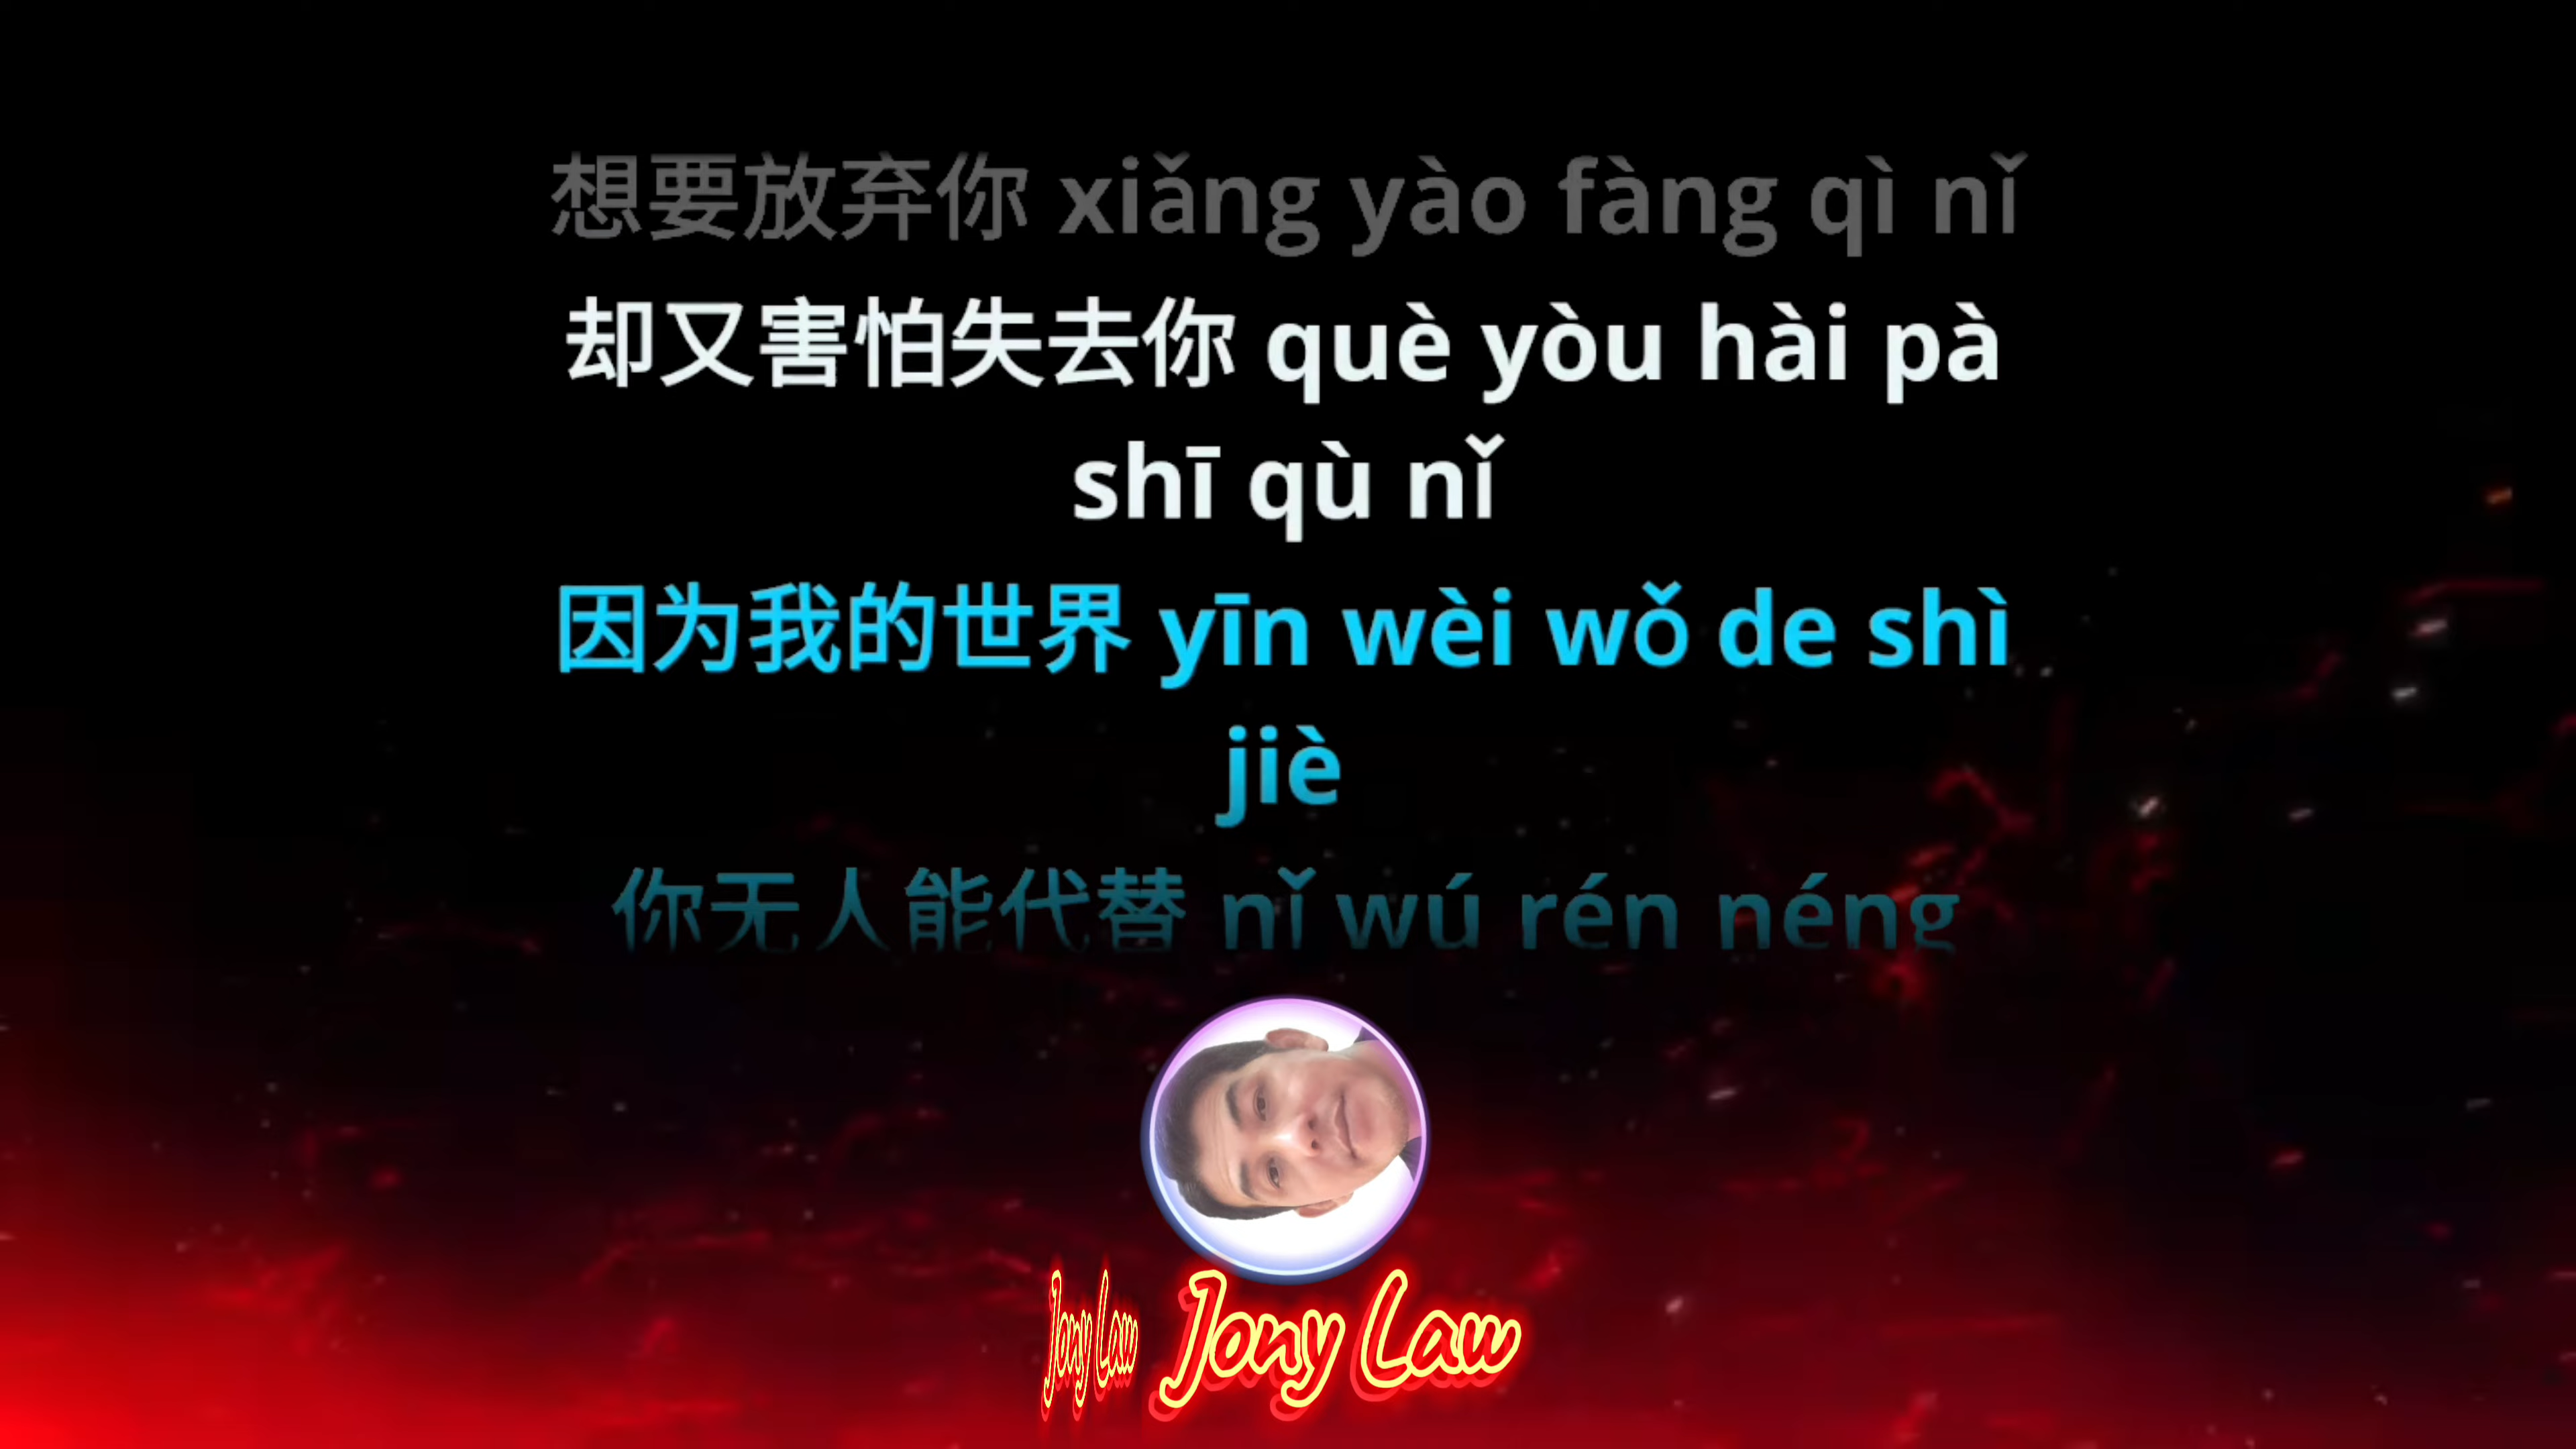 想要放弃你 xiǎng yào fàng qì nǐ
却又害怕失去你 què yòu hài pà
shī qù nǐ
因为我的世界 yīn wèi wǒ de shì
jiè
你无人能代替 nǐ wú rén néng
Jony Law Jony Law